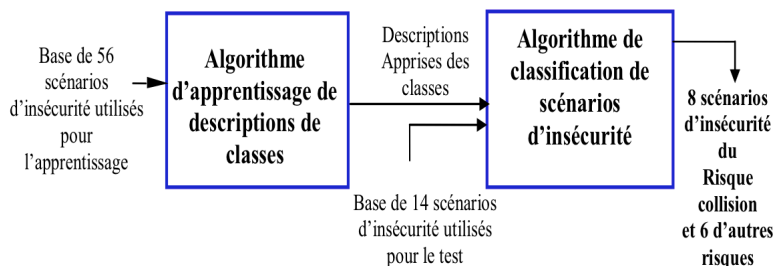 Base de 56
scénarios
d'insécurité utilisés
pour
l'apprentissage
Algorithme
d'apprentissage de
descriptions de
classes
Descriptions
Apprises des
classes
Base de 14 scénarios
d'insécurité utilisés
pour le test
Algorithme de
classification de
scénarios
d'insécurité
8 scénarios
d'insécurité
du
Risque
collision
et 6 d'autres
risques